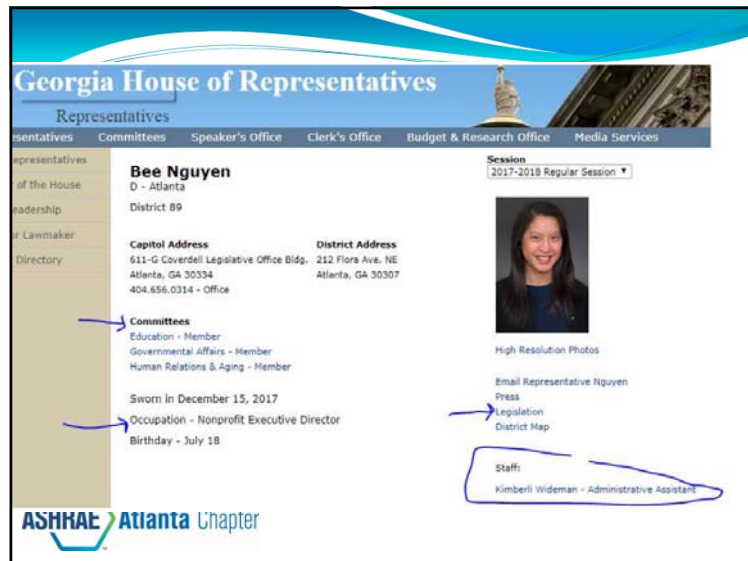 Georgia House of Representatives
Representatives
esentatives Committees Speaker's Office Clerk's Office Budget & Research Office Media Services
epresentatives
of the House
eadership
ur Lawmaker
Directory
Bee Nguyen
D - Atlanta
District 89
Capitol Address
611-G Coverdell Legislative Office Bldg.
Atlanta, GA 30334
404.656.0314 - Office
District Address
212 Flora Ave. NE
Atlanta, GA 30307
Committees
Education - Member
Governmental Affairs - Member
Human Relations & Aging - Member
Sworn in December 15, 2017
Occupation - Nonprofit Executive Director
Birthday - July 18
Session
2017-2018 Regular Session
High Resolution Photos
Email Representative Nguyen
Press
Legislation
District Map
Staff:
Kimberli Wideman - Administrative Assistant
ASHRAE Atlanta Chapter